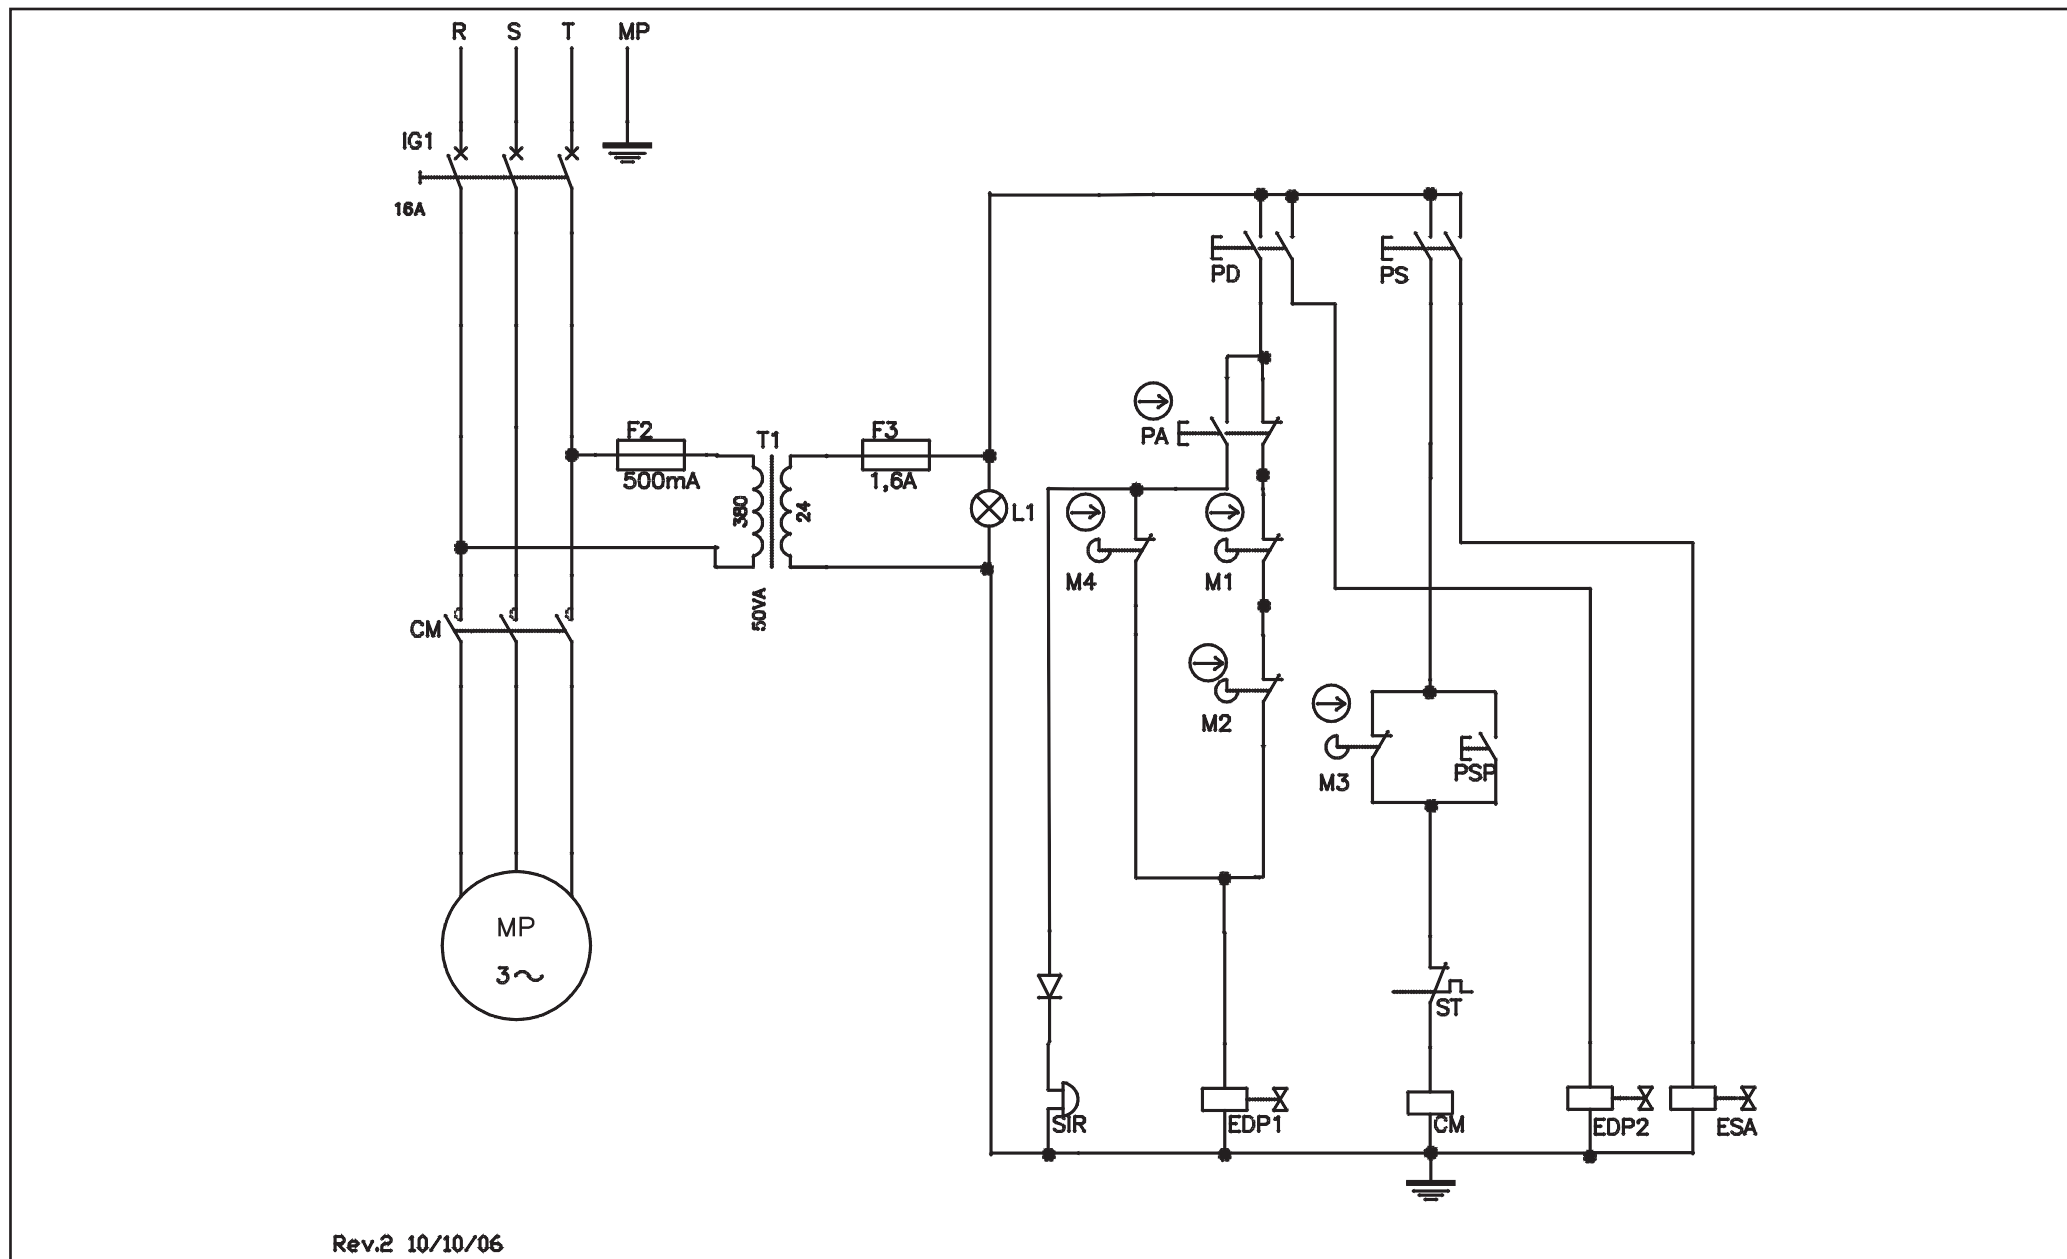 R S T MP
IG1
16A
PD
PS
F2
500mA
T1
380
24
50VA
F3
1,6A
L1
PA
M4
M1
CM
M2
M3
PSP
MP
3~
ST
SIR
EDP1
CM
EDP2
ESA
Rev.2 10/10/06